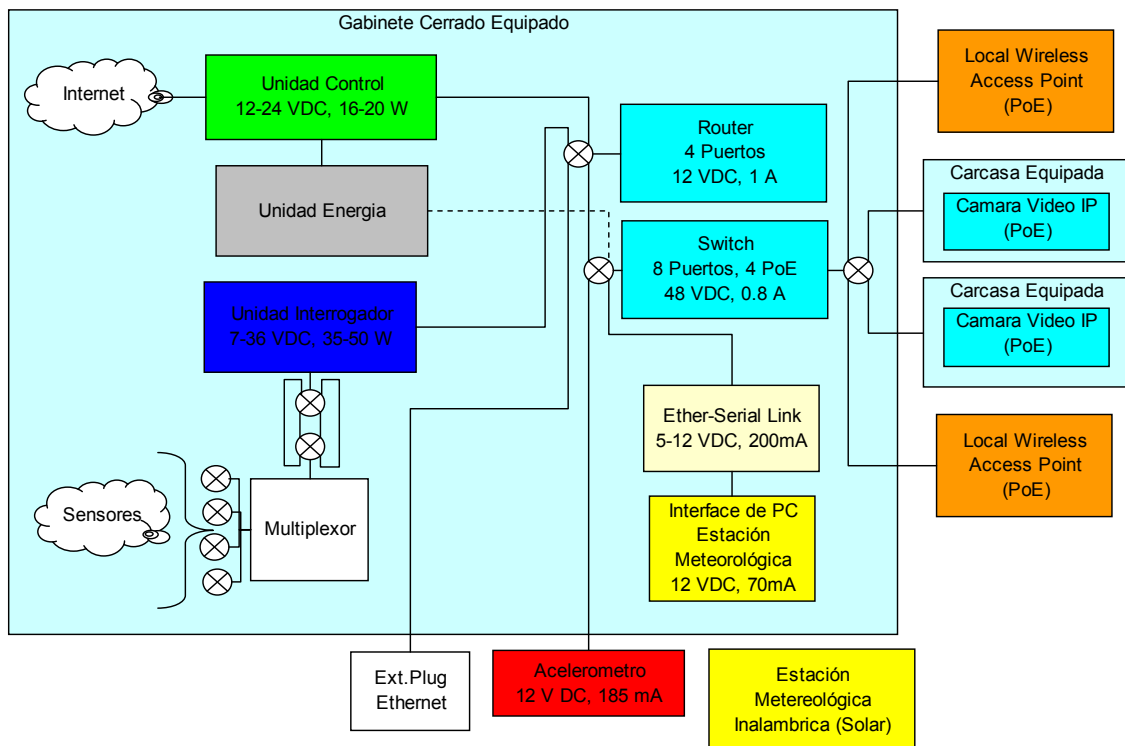 Gabinete Cerrado Equipado
Internet
Unidad Control
12-24 VDC, 16-20 W
Unidad Energia
Unidad Interrogador
7-36 VDC, 35-50 W
Sensores
Multiplexor
Router
4 Puertos
12 VDC, 1 A
Switch
8 Puertos, 4 PoE
48 VDC, 0.8 A
Ether-Serial Link
5-12 VDC, 200mA
Interface de PC
Estación
Meteorológica
12 VDC, 70mA
Local Wireless
Access Point
(PoE)
Carcasa Equipada
Camara Video IP
(PoE)
Carcasa Equipada
Camara Video IP
(PoE)
Local Wireless
Access Point
(PoE)
Ext.Plug
Ethernet
Acelerometro
12 V DC, 185 mA
Estación
Metereológica
Inalambrica (Solar)